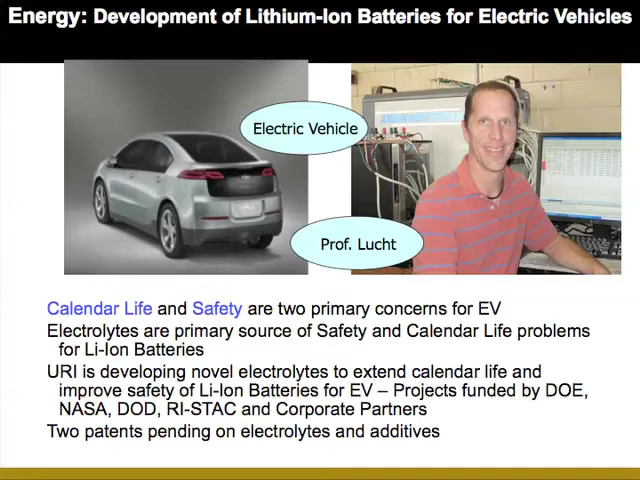 Energy: Development of Lithium-Ion Batteries for Electric Vehicles
Electric Vehicle
Prof. Lucht
Calendar Life and Safety are two primary concerns for EV
Electrolytes are primary source of Safety and Calendar Life problems
for Li-Ion Batteries
URI is developing novel electrolytes to extend calendar life and
improve safety of Li-Ion Batteries for EV – Projects funded by DOE,
NASA, DOD, RI-STAC and Corporate Partners
Two patents pending on electrolytes and additives